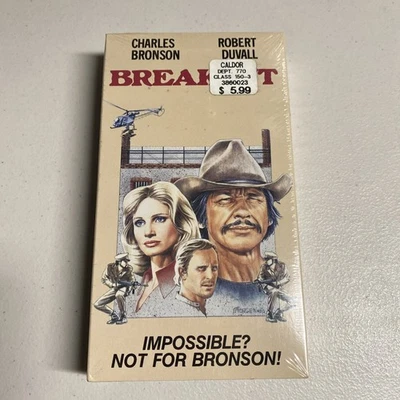 CHARLES BRONSON
ROBERT DUVALL
CALDOR
DEPT. 770
CLASS 150-3
3860023
$ 5.99
BREAK T
IMPOSSIBLE?
NOT FOR BRONSON!